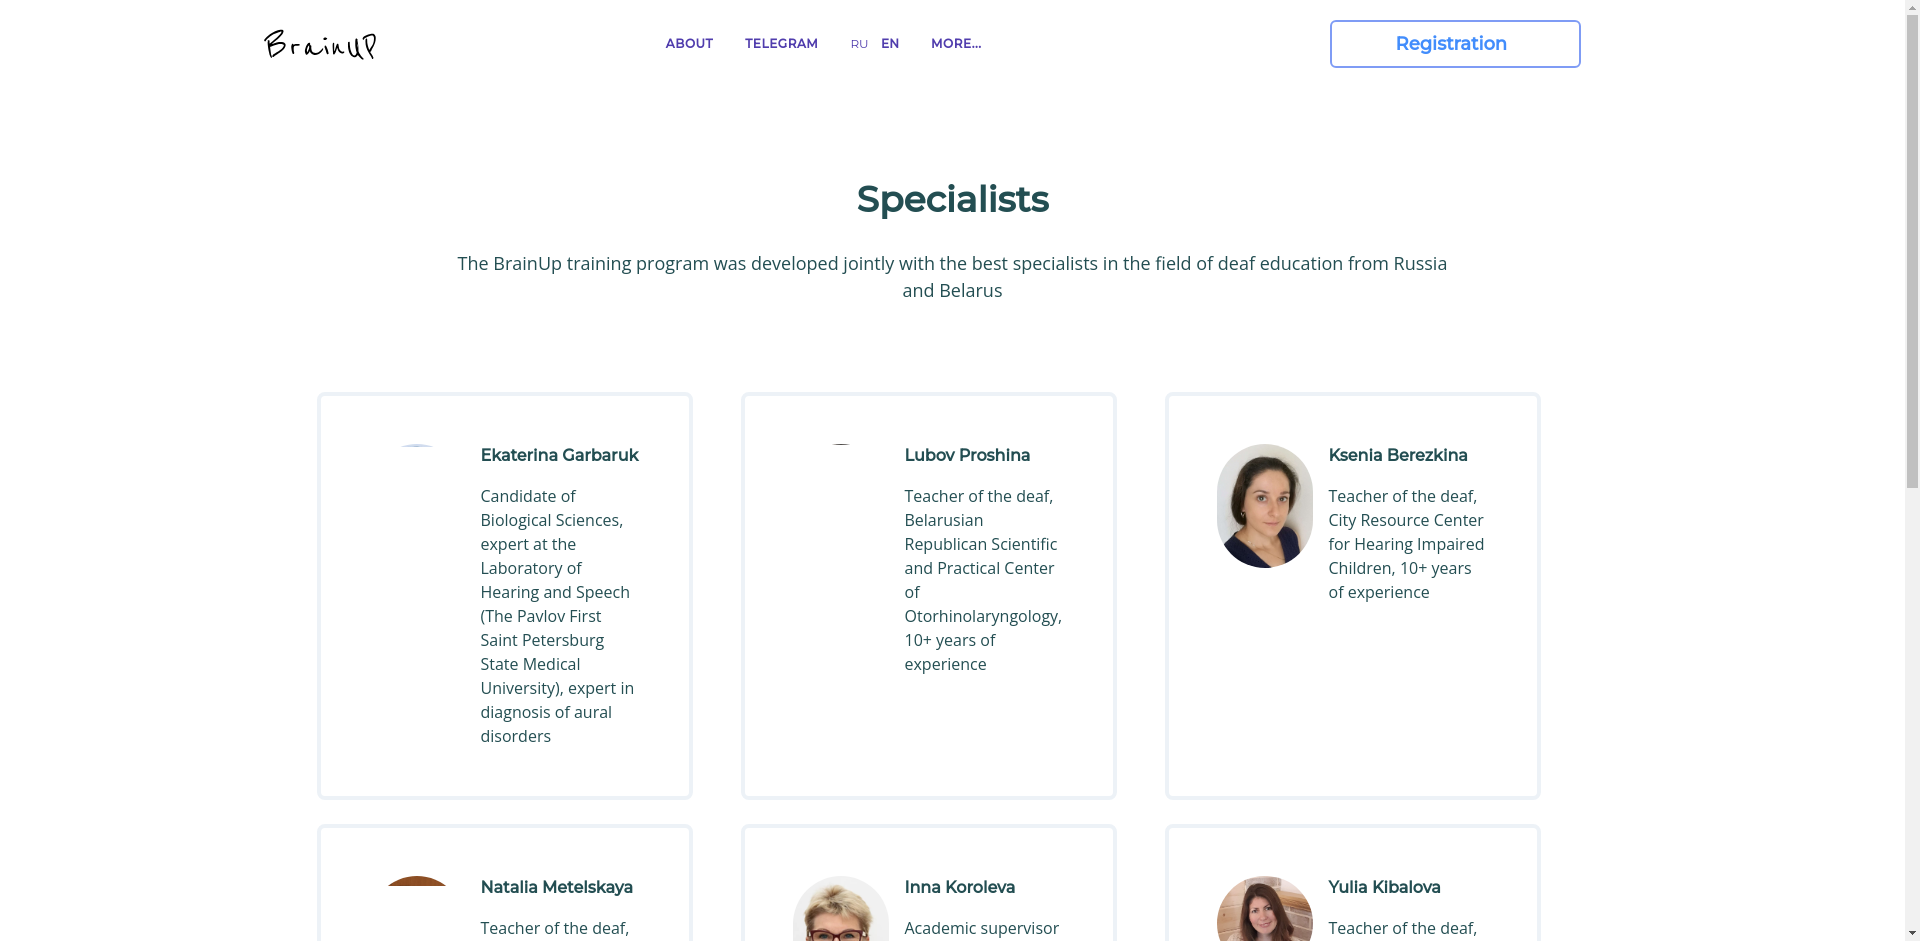 BrainUP
ABOUT
TELEGRAM
RU
EN
MORE...
Registration
Specialists
The BrainUp training program was developed jointly with the best specialists in the field of deaf education from Russia
and Belarus
Ekaterina Garbaruk
Candidate of
Biological Sciences,
expert at the
Laboratory of
Hearing and Speech
(The Pavlov First
Saint Petersburg
State Medical
University), expert in
diagnosis of aural
disorders
Lubov Proshina
Teacher of the deaf,
Belarusian
Republican Scientific
and Practical Center
of
Otorhinolaryngology,
10+ years of
experience
Ksenia Berezkina
Teacher of the deaf,
City Resource Center
for Hearing Impaired
Children, 10+ years
of experience
Natalia Metelskaya
Teacher of the deaf,
Inna Koroleva
Academic supervisor
Yulia Kibalova
Teacher of the deaf,